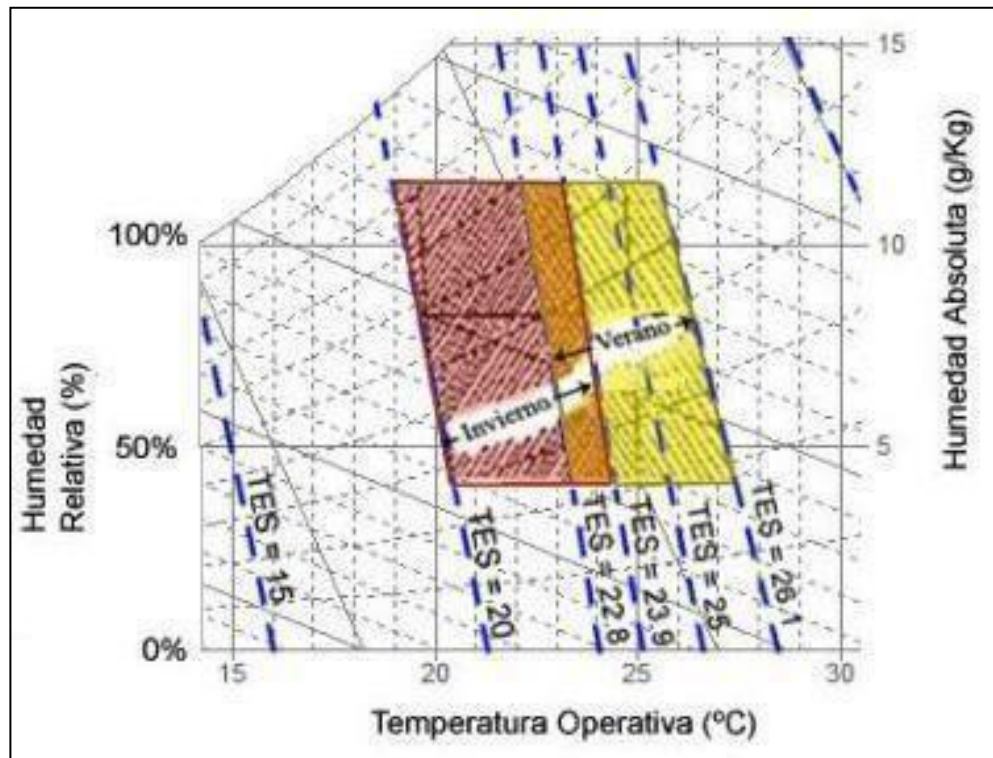 15
100%
10
Verano
Invierno
50%
5
Humedad
Relativa (%)
Humedad Absoluta (g/Kg)
TES = 15
TES = 20
TES = 22.8
TES = 23.9
TES = 25
TES = 26.1
0%
15
20
25
30
Temperatura Operativa (ºC)